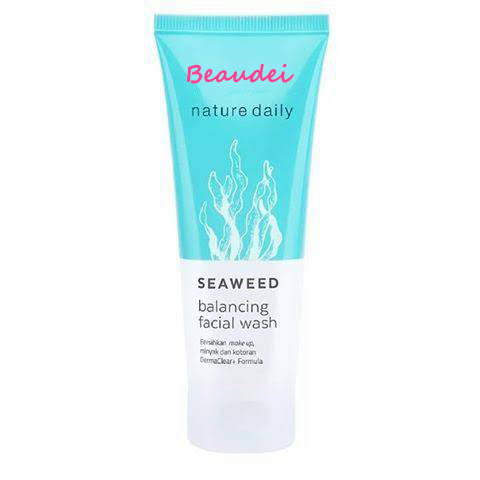 Beaudei
nature daily
SEAWEED
balancing
facial wash
Bersihkan make up,
minyak dan kotoran
DermaClear+ Formula